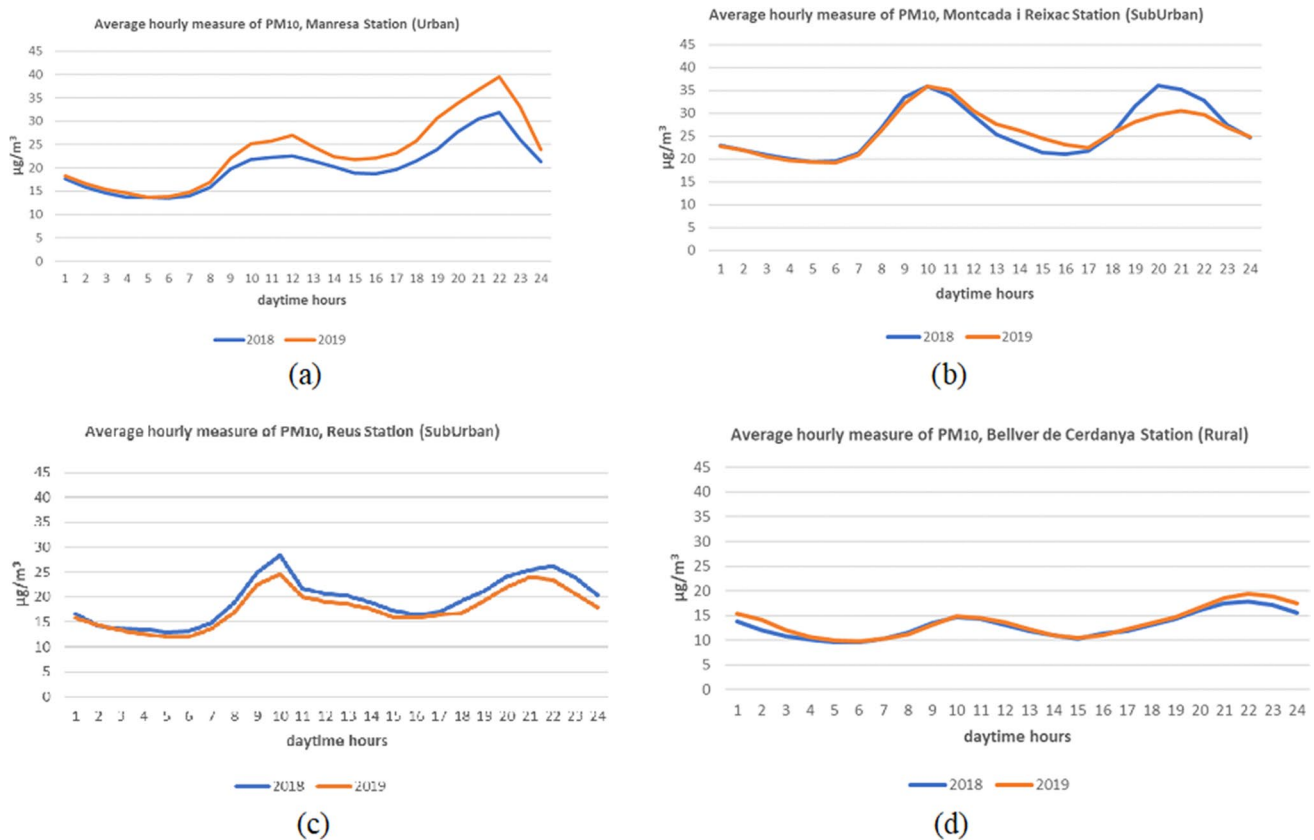 Average hourly measure of PM10, Manresa Station (Urban)
45
40
35
30
25
20
15
10
5
0
µg/m³
1 2 3 4 5 6 7 8 9 10 11 12 13 14 15 16 17 18 19 20 21 22 23 24
daytime hours
2018 2019
(a)
Average hourly measure of PM10, Montcada i Reixac Station (SubUrban)
45
40
35
30
25
20
15
10
5
0
µg/m³
1 2 3 4 5 6 7 8 9 10 11 12 13 14 15 16 17 18 19 20 21 22 23 24
daytime hours
2018 2019
(b)
Average hourly measure of PM10, Reus Station (SubUrban)
45
40
35
30
25
20
15
10
5
0
µg/m³
1 2 3 4 5 6 7 8 9 10 11 12 13 14 15 16 17 18 19 20 21 22 23 24
daytime hours
2018 2019
(c)
Average hourly measure of PM10, Bellver de Cerdanya Station (Rural)
45
40
35
30
25
20
15
10
5
0
µg/m³
1 2 3 4 5 6 7 8 9 10 11 12 13 14 15 16 17 18 19 20 21 22 23 24
daytime hours
2018 2019
(d)